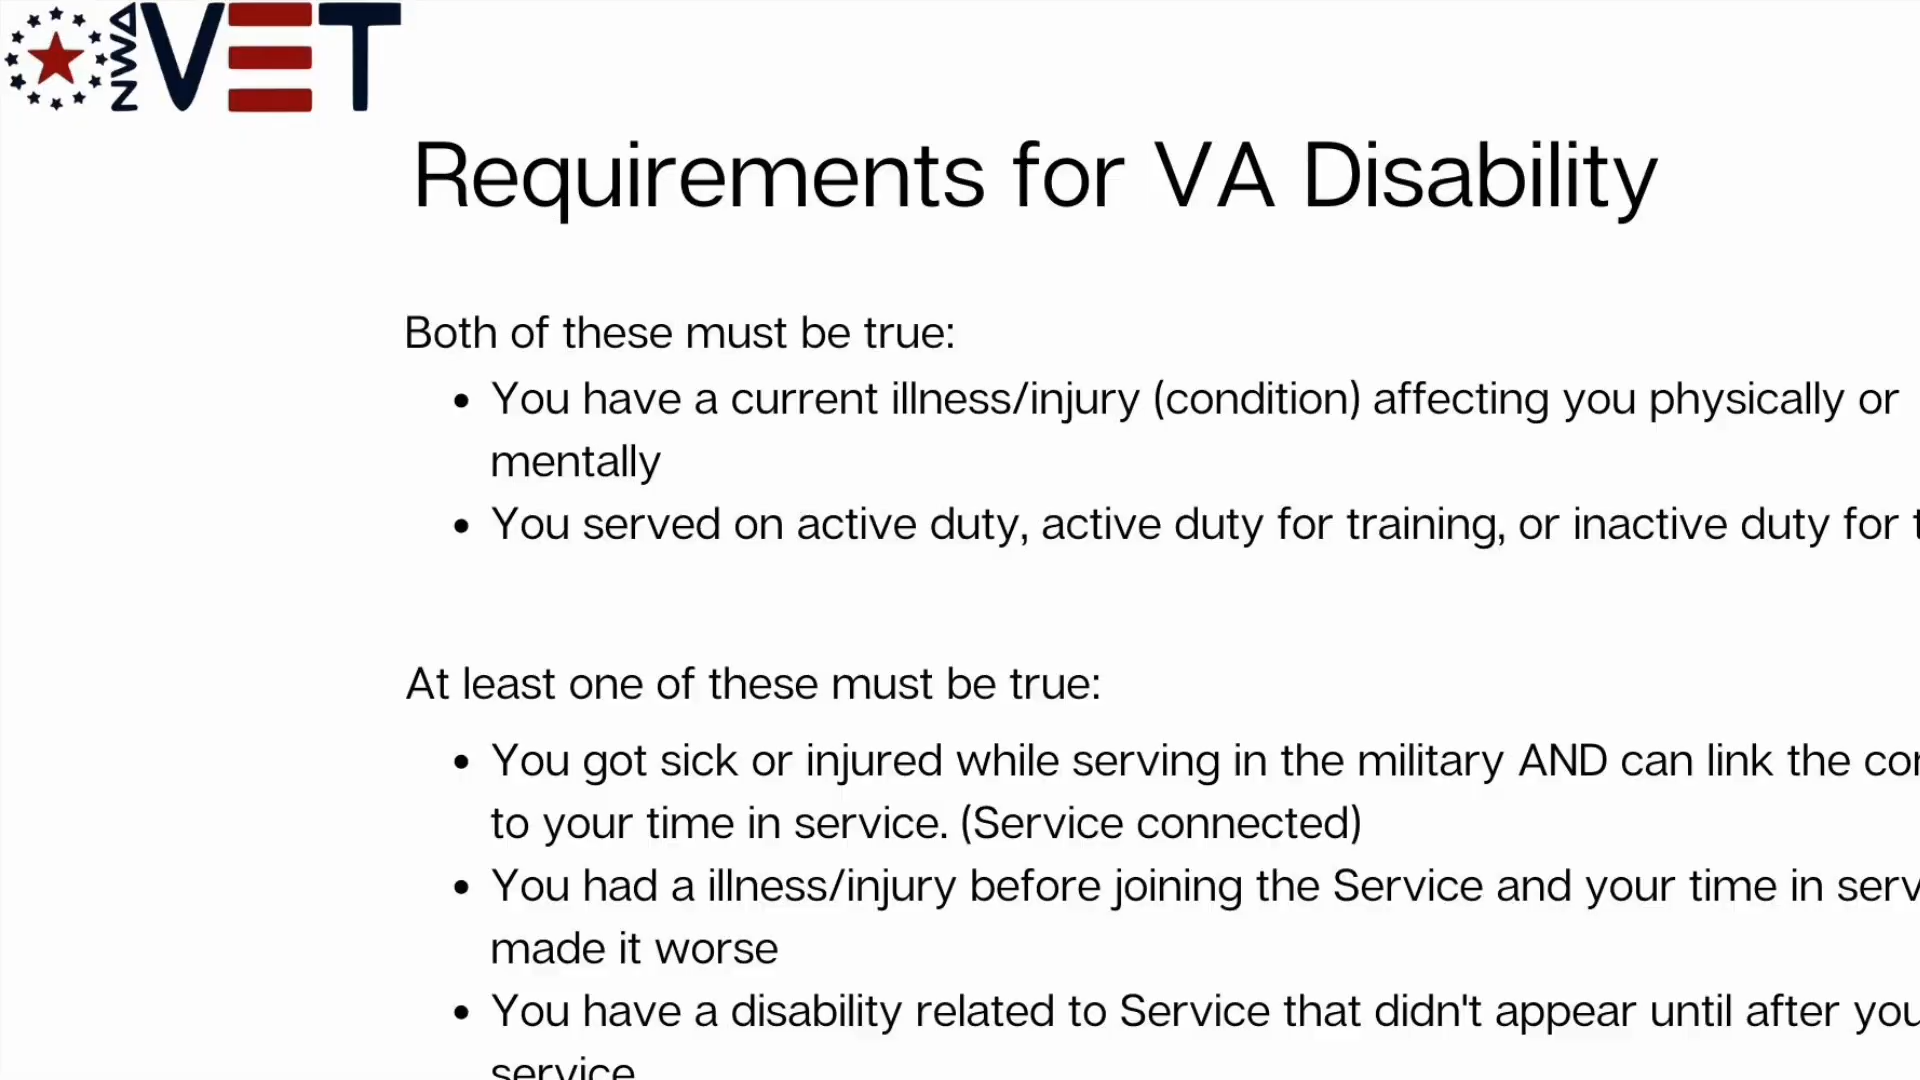 NWA VET
Requirements for VA Disability
Both of these must be true:
• You have a current illness/injury (condition) affecting you physically or
mentally
• You served on active duty, active duty for training, or inactive duty for
At least one of these must be true:
• You got sick or injured while serving in the military AND can link the
to your time in service. (Service connected)
• You had a illness/injury before joining the Service and your time in
made it worse
• You have a disability related to Service that didn't appear until after
service